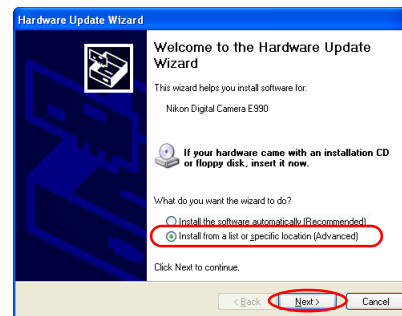 Hardware Update Wizard
Welcome to the Hardware Update
Wizard
This wizard helps you install software for:
Nikon Digital Camera E990
If your hardware came with an installation CD
or floppy disk, insert it now.
What do you want the wizard to do?
Install the software automatically (Recommended)
Install from a list or specific location (Advanced)
Click Next to continue.
< Back Next > Cancel